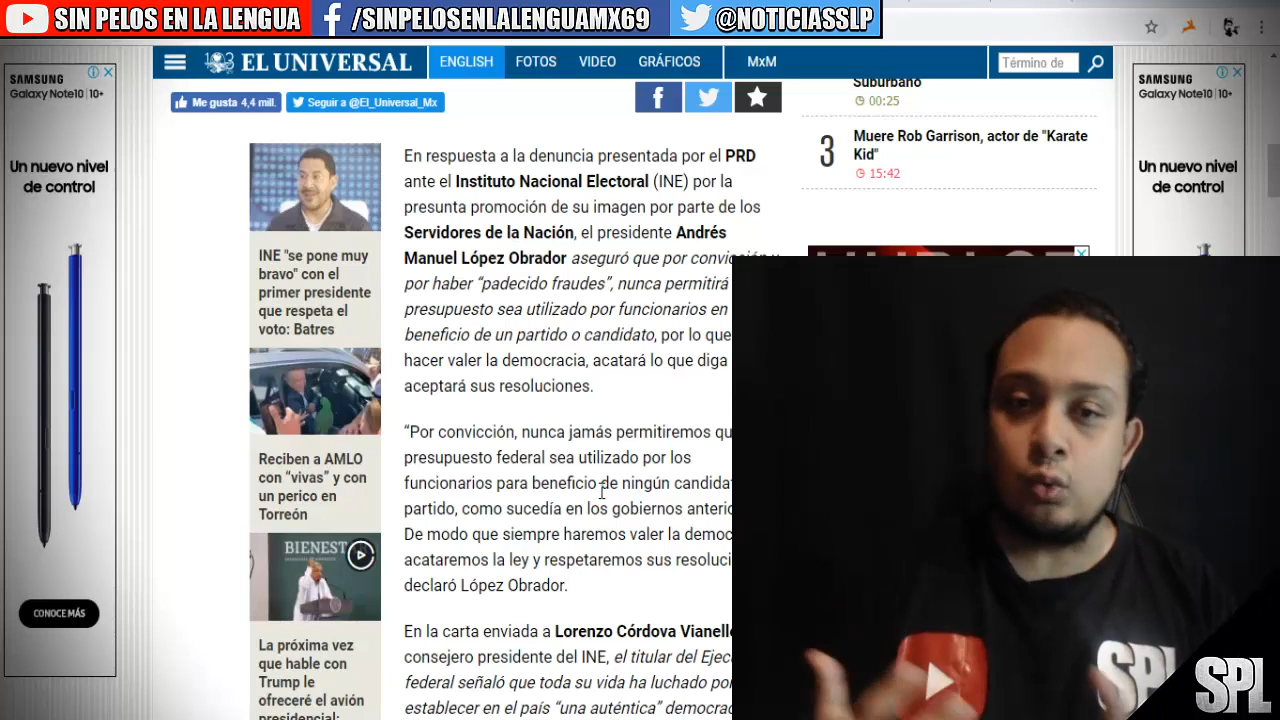 SIN PELOS EN LA LENGUA
/SINPELOSENLALENGUAMX69
@NOTICIASSLP
EL UNIVERSAL
ENGLISH
FOTOS
VIDEO
GRÁFICOS
MxM
Término de
SAMSUNG
Galaxy Note10 | 10+
Un nuevo nivel
de control
CONOCE MÁS
Me gusta 4,4 mil.
Seguir a @El_Universal_Mx
INE "se pone muy
bravo" con el
primer presidente
que respeta el
voto: Batres
Reciben a AMLO
con “vivas” y con
un perico en
Torreón
BIENEST
La próxima vez
que hable con
Trump le
ofreceré el avión
presidencial:
En respuesta a la denuncia presentada por el PRD
ante el Instituto Nacional Electoral (INE) por la
presunta promoción de su imagen por parte de los
Servidores de la Nación, el presidente Andrés
Manuel López Obrador aseguró que por convicción y
por haber “padecido fraudes”, nunca permitirá
presupuesto sea utilizado por funcionarios en
beneficio de un partido o candidato, por lo que
hacer valer la democracia, acatará lo que diga
aceptará sus resoluciones.
“Por convicción, nunca jamás permitiremos qu
presupuesto federal sea utilizado por los
funcionarios para beneficio de ningún candidat
partido, como sucedía en los gobiernos anterio
De modo que siempre haremos valer la democ
acataremos la ley y respetaremos sus resoluci
declaró López Obrador.
En la carta enviada a Lorenzo Córdova Vianello
consejero presidente del INE, el titular del Ejecu
federal señaló que toda su vida ha luchado por
establecer en el país “una auténtica” democrac
Suburbano
00:25
3
Muere Rob Garrison, actor de "Karate
Kid"
15:42
SAMSUNG
Galaxy Note10 | 10+
Un nuevo nivel
de control
SPL
SPL